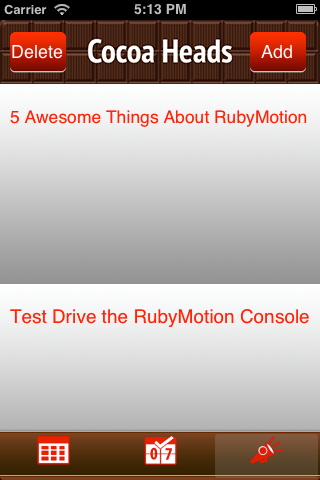 Carrier 5:13 PM
Delete Cocoa Heads Add
5 Awesome Things About RubyMotion
Test Drive the RubyMotion Console
07